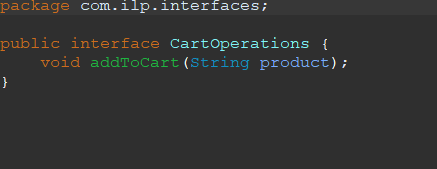 package com.ilp.interfaces;
public interface CartOperations {
    void addToCart(String product);
}